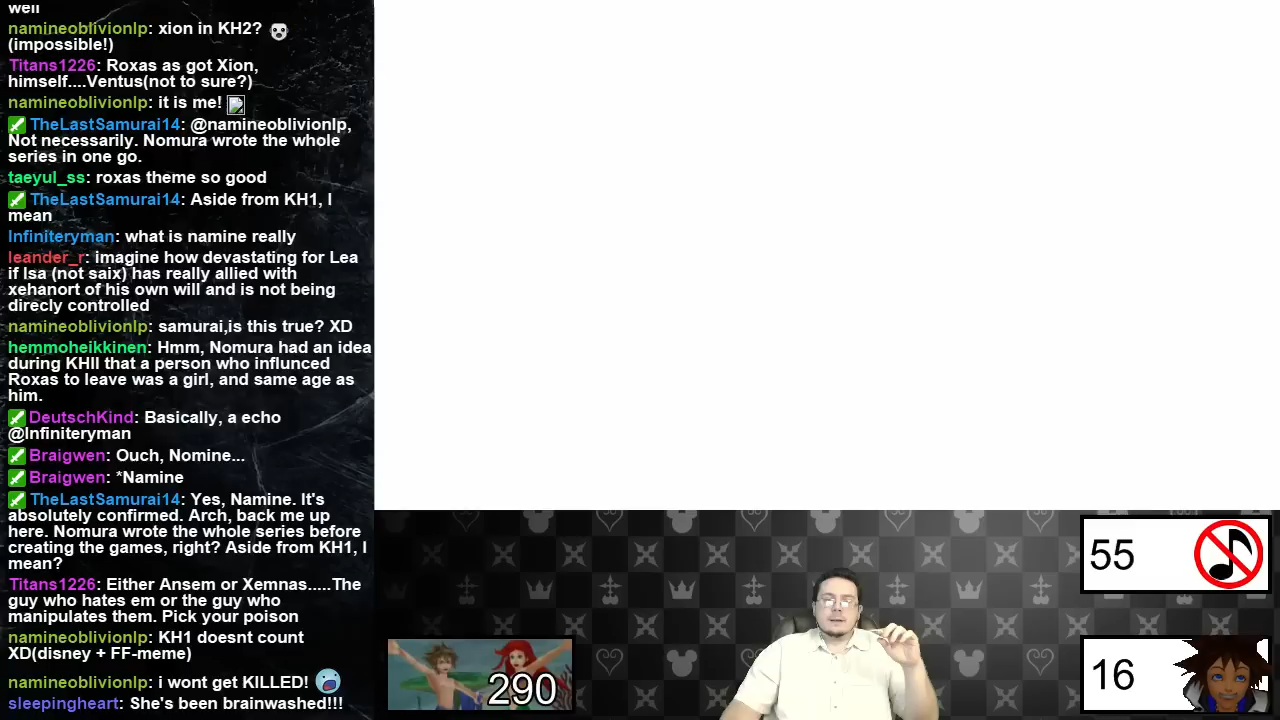 well
namineoblivionlp: xion in KH2?
(impossible!)
Titans1226: Roxas as got Xion,
himself....Ventus(not to sure?)
namineoblivionlp: it is me!
TheLastSamurai14: @namineoblivionlp,
Not necessarily. Nomura wrote the whole
series in one go.
taeyul_ss: roxas theme so good
TheLastSamurai14: Aside from KH1, I
mean
Infiniteryman: what is namine really
leander_r: imagine how devastating for Lea
if Isa (not saix) has really allied with
xehanort of his own will and is not being
direcly controlled
namineoblivionlp: samurai,is this true? XD
hemmoheikkinen: Hmm, Nomura had an idea
during KHII that a person who influnced
Roxas to leave was a girl, and same age as
him.
DeutschKind: Basically, a echo
@Infiniteryman
Braigwen: Ouch, Nomine...
Braigwen: *Namine
TheLastSamurai14: Yes, Namine. It's
absolutely confirmed. Arch, back me up
here. Nomura wrote the whole series before
creating the games, right? Aside from KH1, I
mean?
Titans1226: Either Ansem or Xemnas.....The
guy who hates em or the guy who
manipulates them. Pick your poison
namineoblivionlp: KH1 doesnt count
XD(disney + FF-meme)
namineoblivionlp: i wont get KILLED!
sleepingheart: She's been brainwashed!!!
55
290
16